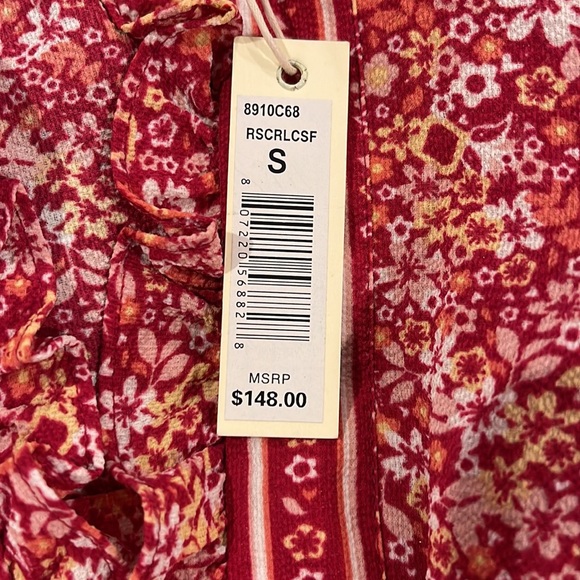 8910C68
RSCRLCSF
S
8 07220 56882 8
MSRP
$148.00